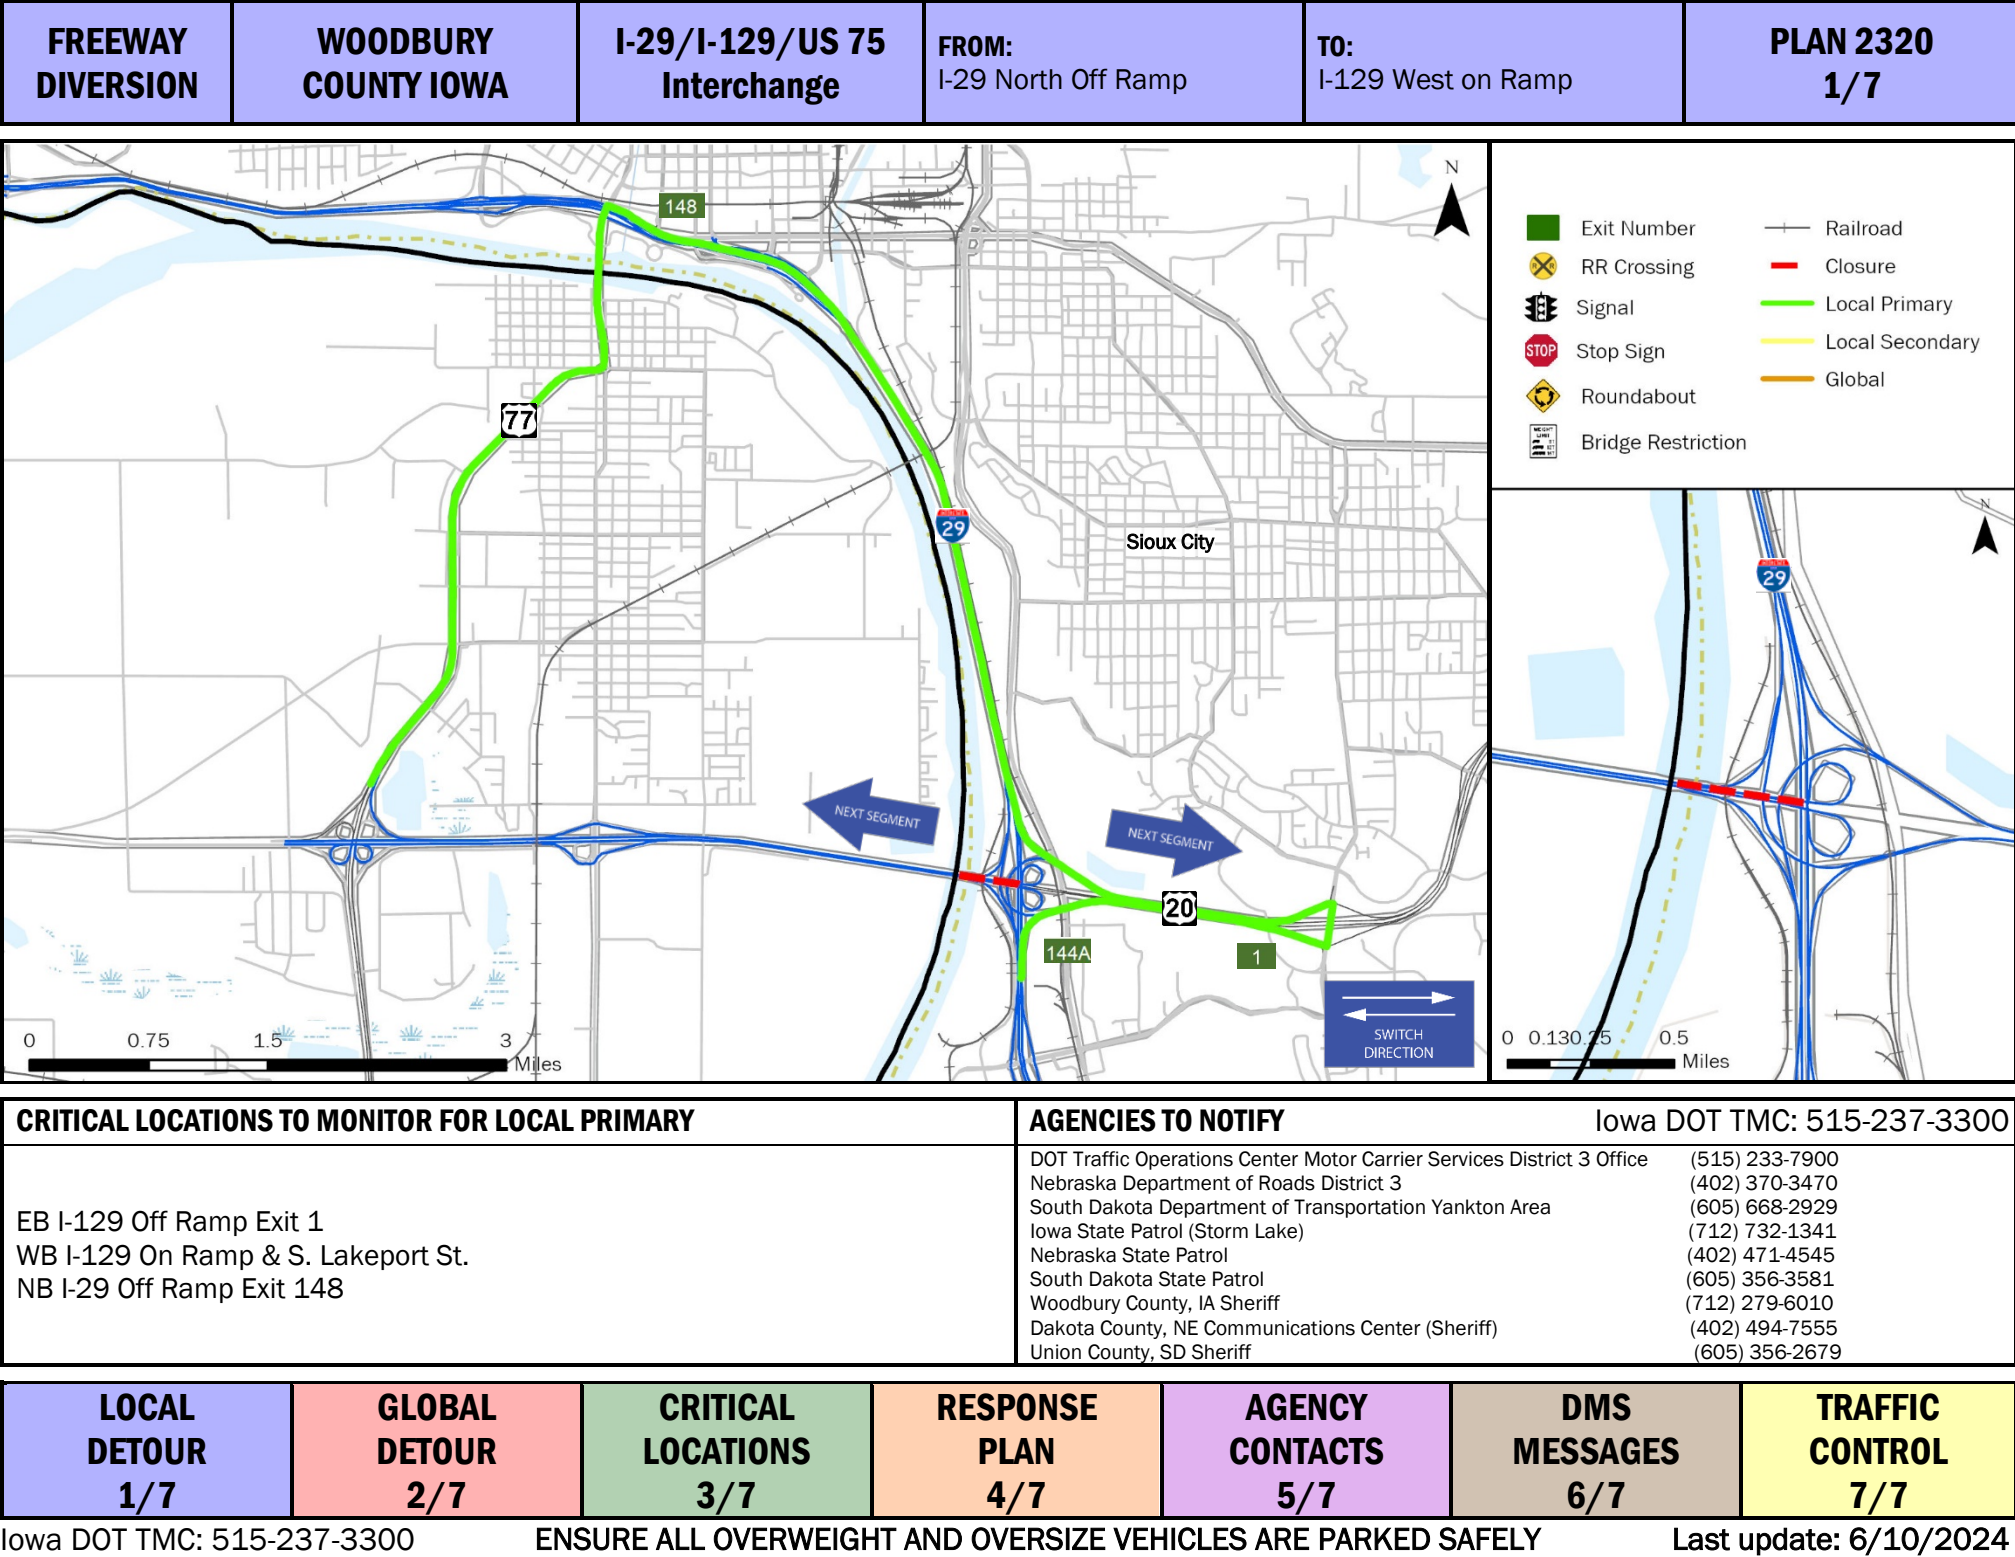 FREEWAY
DIVERSION
WOODBURY
COUNTY IOWA
I-29/I-129/US 75
Interchange
FROM:
I-29 North Off Ramp
TO:
I-129 West on Ramp
PLAN 2320
1/7
148
N
77
29
Sioux City
NEXT SEGMENT
NEXT SEGMENT
20
144A
1
SWITCH
DIRECTION
0 0.75 1.5 3
Miles
Exit Number
RR Crossing
Signal
STOP
Stop Sign
Roundabout
Bridge Restriction
Railroad
Closure
Local Primary
Local Secondary
Global
N
29
0 0.130.25 0.5
Miles
CRITICAL LOCATIONS TO MONITOR FOR LOCAL PRIMARY
EB I-129 Off Ramp Exit 1
WB I-129 On Ramp & S. Lakeport St.
NB I-29 Off Ramp Exit 148
AGENCIES TO NOTIFY Iowa DOT TMC: 515-237-3300
DOT Traffic Operations Center Motor Carrier Services District 3 Office (515) 233-7900
Nebraska Department of Roads District 3 (402) 370-3470
South Dakota Department of Transportation Yankton Area (605) 668-2929
Iowa State Patrol (Storm Lake) (712) 732-1341
Nebraska State Patrol (402) 471-4545
South Dakota State Patrol (605) 356-3581
Woodbury County, IA Sheriff (712) 279-6010
Dakota County, NE Communications Center (Sheriff) (402) 494-7555
Union County, SD Sheriff (605) 356-2679
LOCAL
DETOUR
1/7
GLOBAL
DETOUR
2/7
CRITICAL
LOCATIONS
3/7
RESPONSE
PLAN
4/7
AGENCY
CONTACTS
5/7
DMS
MESSAGES
6/7
TRAFFIC
CONTROL
7/7
Iowa DOT TMC: 515-237-3300 ENSURE ALL OVERWEIGHT AND OVERSIZE VEHICLES ARE PARKED SAFELY Last update: 6/10/2024